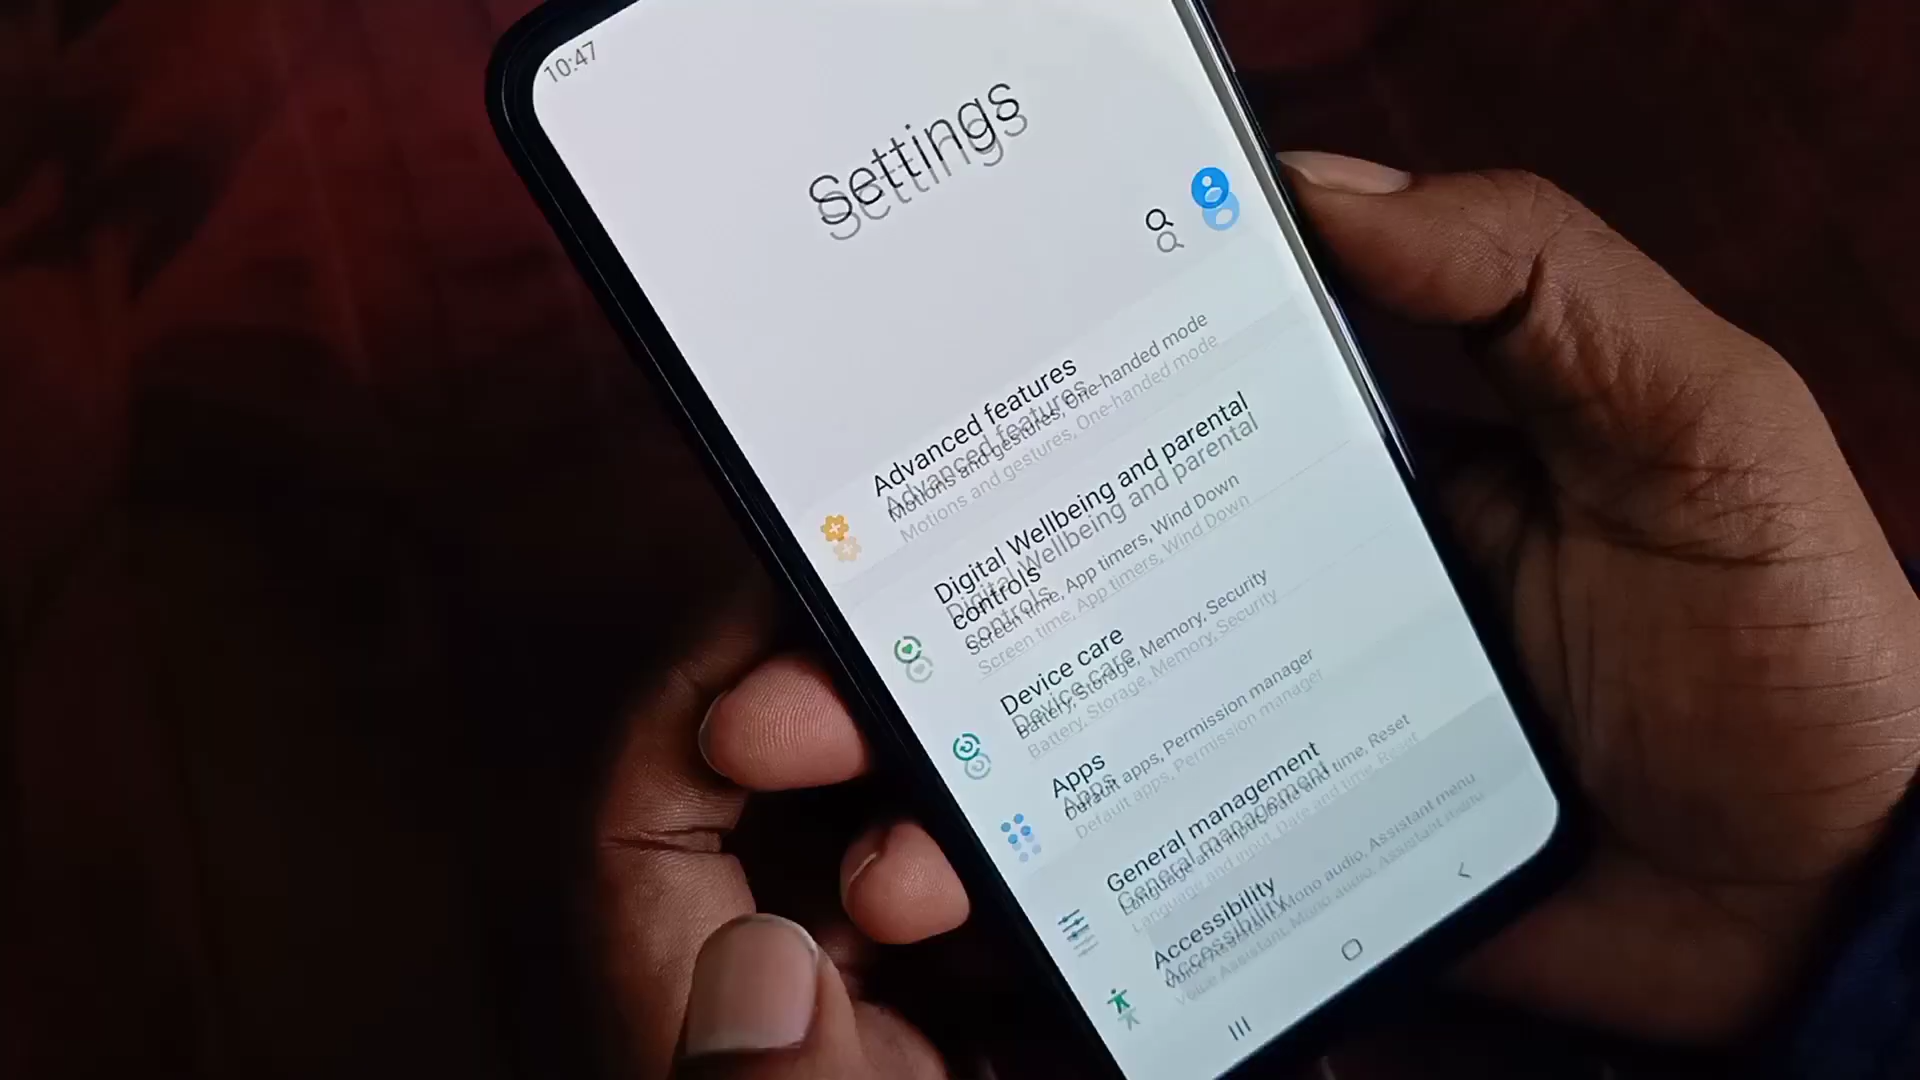 10:47
Settings
Advanced features
Motions and gestures, One-handed mode
Digital Wellbeing and parental
controls
Screen time, App timers, Wind Down
Device care
Battery, Storage, Memory, Security
Apps
Default apps, Permission manager
General management
Language and input, Date and time, Reset
Accessibility
Voice Assistant, Mono audio, Assistant menu